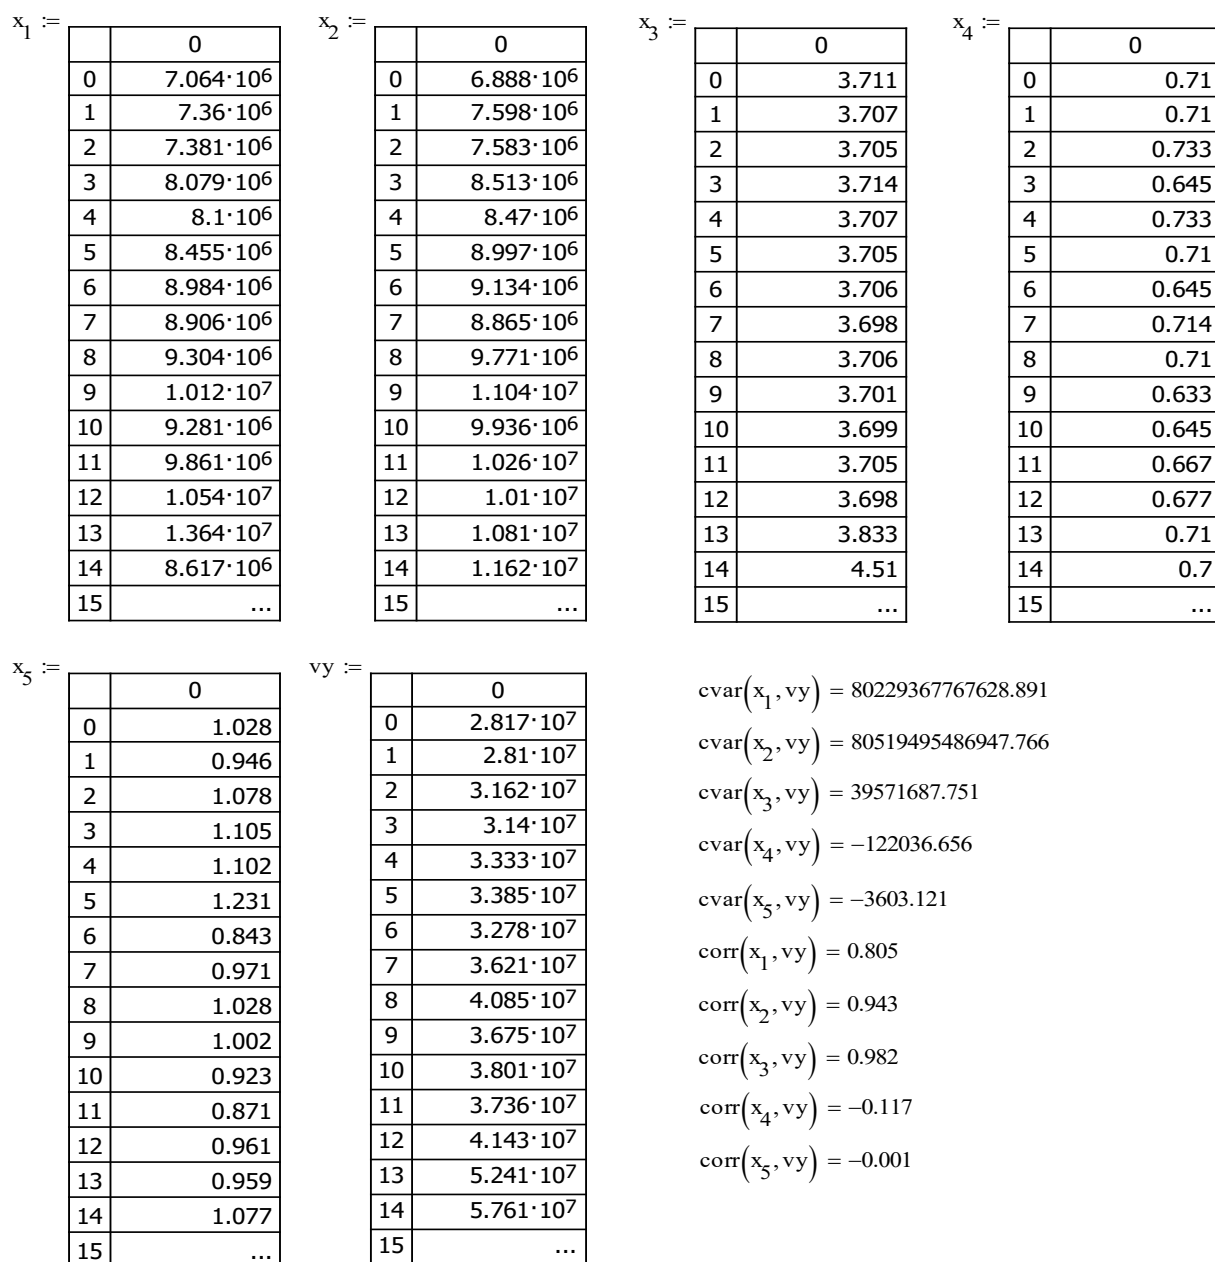 x1 := x2 := x3 := x4 :=
0 0 0 0
0 7.064·10^6 0 6.888·10^6 0 3.711 0 0.71
1 7.36·10^6 1 7.598·10^6 1 3.707 1 0.71
2 7.381·10^6 2 7.583·10^6 2 3.705 2 0.733
3 8.079·10^6 3 8.513·10^6 3 3.714 3 0.645
4 8.1·10^6 4 8.47·10^6 4 3.707 4 0.733
5 8.455·10^6 5 8.997·10^6 5 3.705 5 0.71
6 8.984·10^6 6 9.134·10^6 6 3.706 6 0.645
7 8.906·10^6 7 8.865·10^6 7 3.698 7 0.714
8 9.304·10^6 8 9.771·10^6 8 3.706 8 0.71
9 1.012·10^7 9 1.104·10^7 9 3.701 9 0.633
10 9.281·10^6 10 9.936·10^6 10 3.699 10 0.645
11 9.861·10^6 11 1.026·10^7 11 3.705 11 0.667
12 1.054·10^7 12 1.01·10^7 12 3.698 12 0.677
13 1.364·10^7 13 1.081·10^7 13 3.833 13 0.71
14 8.617·10^6 14 1.162·10^7 14 4.51 14 0.7
15 ... 15 ... 15 ... 15 ...
x5 := vy :=
0 0
0 1.028 0 2.817·10^7
1 0.946 1 2.81·10^7
2 1.078 2 3.162·10^7
3 1.105 3 3.14·10^7
4 1.102 4 3.333·10^7
5 1.231 5 3.385·10^7
6 0.843 6 3.278·10^7
7 0.971 7 3.621·10^7
8 1.028 8 4.085·10^7
9 1.002 9 3.675·10^7
10 0.923 10 3.801·10^7
11 0.871 11 3.736·10^7
12 0.961 12 4.143·10^7
13 0.959 13 5.241·10^7
14 1.077 14 5.761·10^7
15 ... 15 ...
cvar(x1, vy) = 80229367767628.891
cvar(x2, vy) = 80519495486947.766
cvar(x3, vy) = 39571687.751
cvar(x4, vy) = −122036.656
cvar(x5, vy) = −3603.121
corr(x1, vy) = 0.805
corr(x2, vy) = 0.943
corr(x3, vy) = 0.982
corr(x4, vy) = −0.117
corr(x5, vy) = −0.001